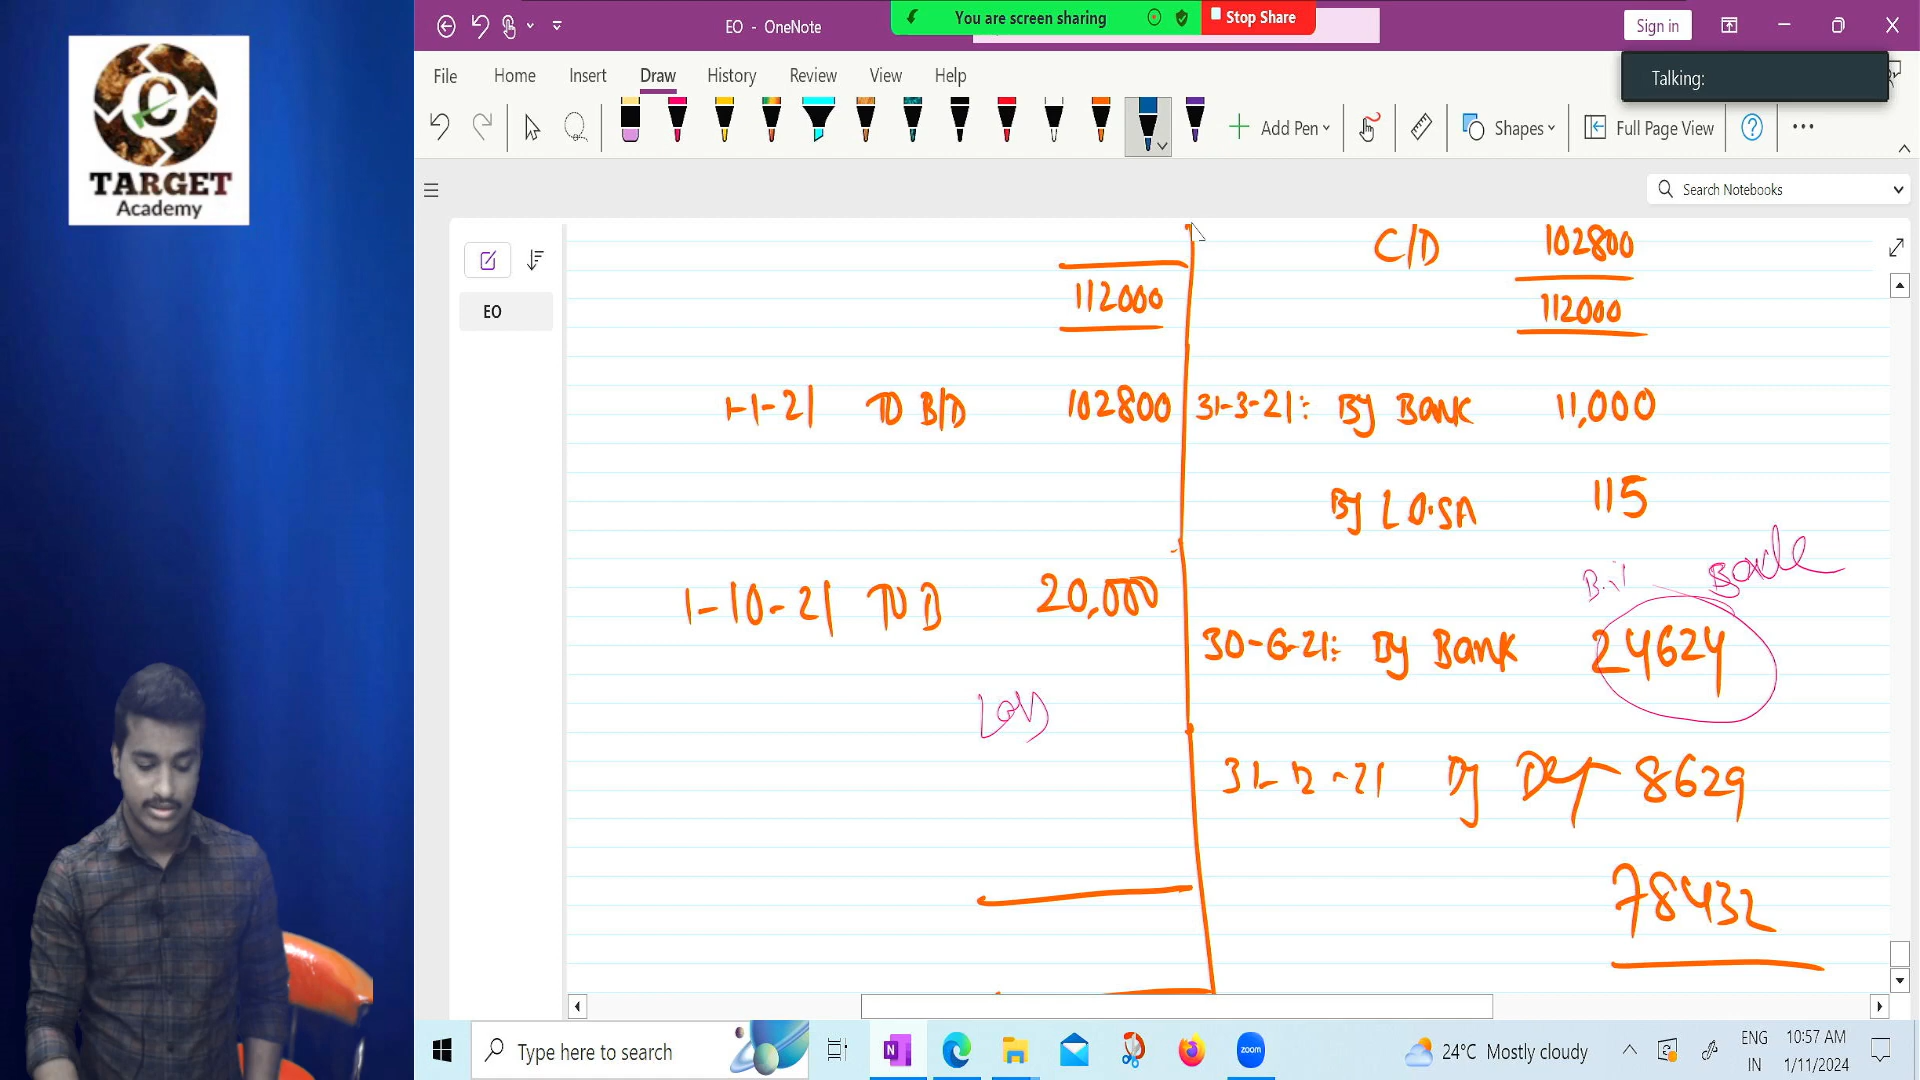 TARGET
Academy
EO - OneNote
You are screen sharing
Stop Share
Sign in
Talking:
File Home Insert Draw History Review View Help
Add Pen
Shapes
Full Page View
Search Notebooks
EO
C/D 102800
112000 112000
1-1-21 TO B/D 102800 31-3-21: By Bank 11,000
By LO.SA 115
1-10-21 TO B 20,000
30-6-21: By Bank 24624
Loss
31-12-21 By Dep 8629
78432
Type here to search
zoom
24°C Mostly cloudy
ENG
IN
10:57 AM
1/11/2024